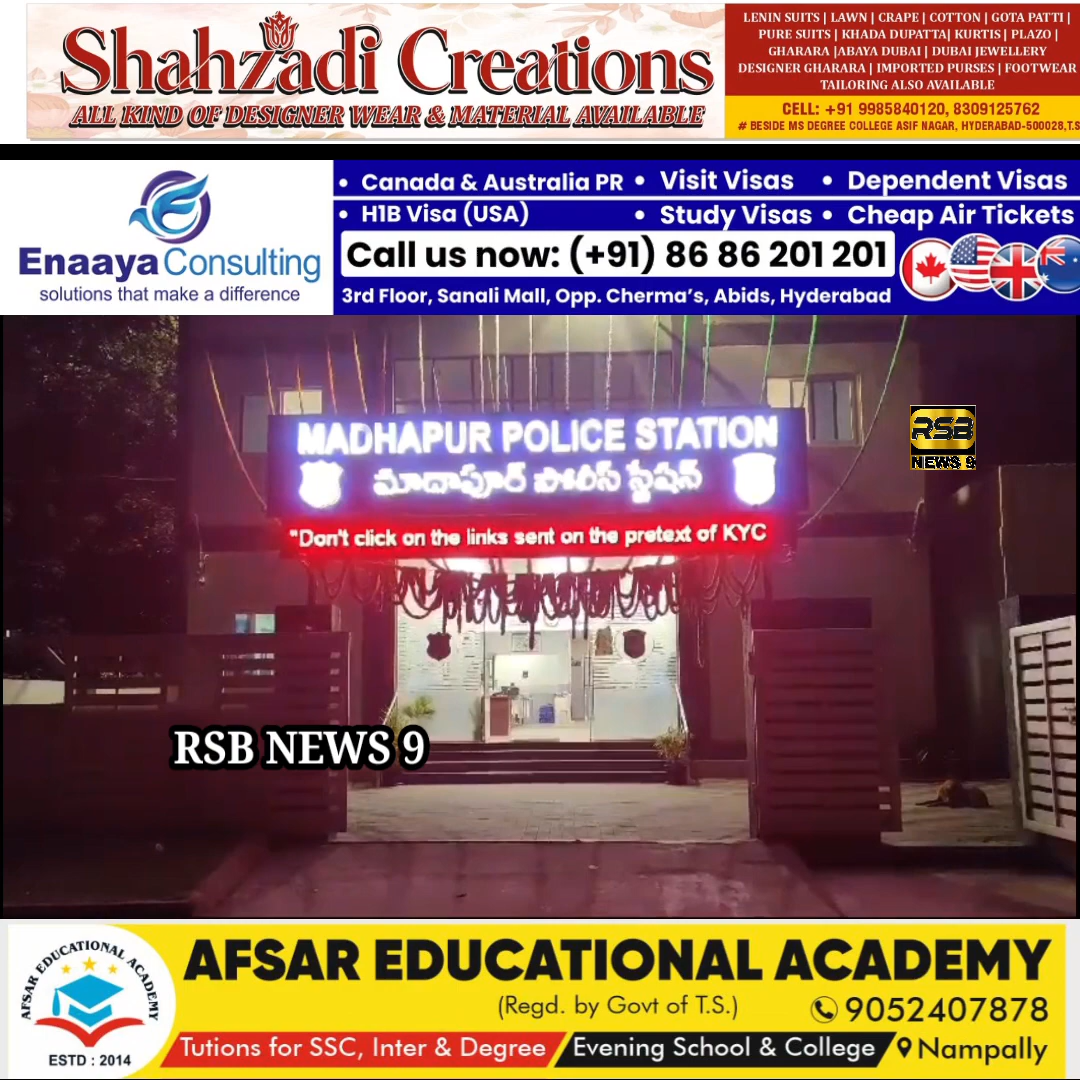 Shahzadi Creations
ALL KIND OF DESIGNER WEAR & MATERIAL AVAILABLE
LENIN SUITS | LAWN | CRAPE | COTTON | GOTA PATTI |
PURE SUITS | KHADA DUPATTA| KURTIS | PLAZO |
GHARARA |ABAYA DUBAI | DUBAI JEWELLERY
DESIGNER GHARARA | IMPORTED PURSES | FOOTWEAR
TAILORING ALSO AVAILABLE
CELL: +91 9985840120, 8309125762
# BESIDE MS DEGREE COLLEGE ASIF NAGAR, HYDERABAD-500028,T.S
Enaaya Consulting
solutions that make a difference
• Canada & Australia PR • Visit Visas • Dependent Visas
• H1B Visa (USA) • Study Visas • Cheap Air Tickets
Call us now: (+91) 86 86 201 201
3rd Floor, Sanali Mall, Opp. Cherma's, Abids, Hyderabad
MADHAPUR POLICE STATION
మాదాపూర్ పోలీస్ స్టేషన్
"Don't click on the links sent on the pretext of KYC
RSB
NEWS 9
RSB NEWS 9
AFSAR EDUCATIONAL ACADEMY
ESTD : 2014
AFSAR EDUCATIONAL ACADEMY
(Regd. by Govt of T.S.)
9052407878
Tutions for SSC, Inter & Degree
Evening School & College
Nampally